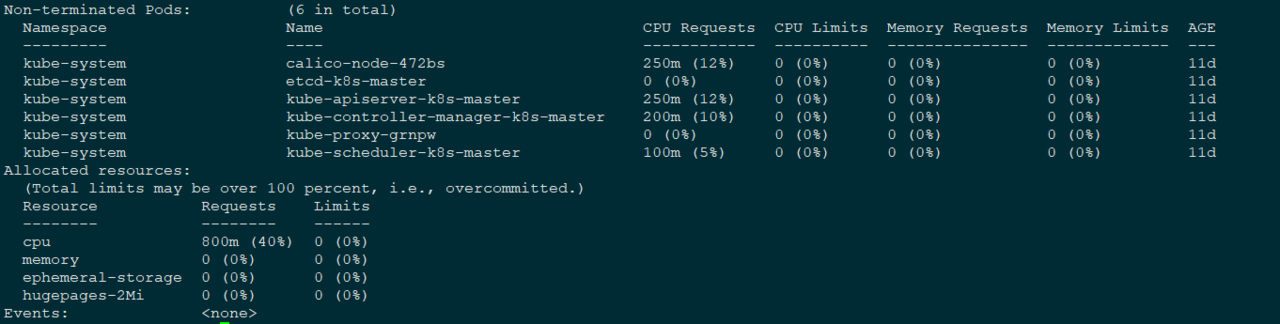 Non-terminated Pods:          (6 in total)
  Namespace                  Name                                   CPU Requests  CPU Limits  Memory Requests  Memory Limits  AGE
  ---------                  ----                                   ------------  ----------  ---------------  -------------  ---
  kube-system                calico-node-472bs                      250m (12%)    0 (0%)      0 (0%)           0 (0%)         11d
  kube-system                etcd-k8s-master                        0 (0%)        0 (0%)      0 (0%)           0 (0%)         11d
  kube-system                kube-apiserver-k8s-master              250m (12%)    0 (0%)      0 (0%)           0 (0%)         11d
  kube-system                kube-controller-manager-k8s-master     200m (10%)    0 (0%)      0 (0%)           0 (0%)         11d
  kube-system                kube-proxy-grnpw                       0 (0%)        0 (0%)      0 (0%)           0 (0%)         11d
  kube-system                kube-scheduler-k8s-master              100m (5%)     0 (0%)      0 (0%)           0 (0%)         11d
Allocated resources:
  (Total limits may be over 100 percent, i.e., overcommitted.)
  Resource           Requests    Limits
  --------           --------    ------
  cpu                800m (40%)  0 (0%)
  memory             0 (0%)      0 (0%)
  ephemeral-storage  0 (0%)      0 (0%)
  hugepages-2Mi      0 (0%)      0 (0%)
Events:              <none>